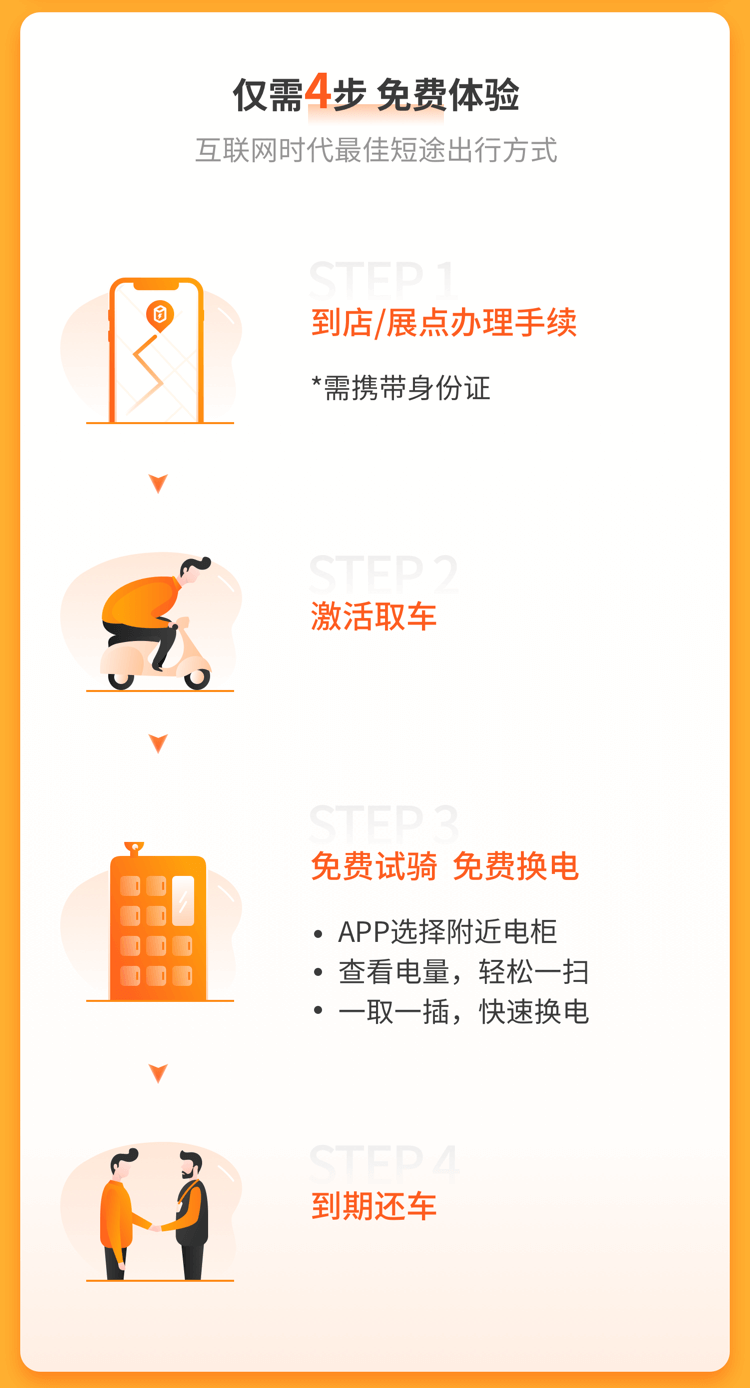 仅需4步 免费体验
互联网时代最佳短途出行方式
STEP 1
到店/展点办理手续
*需携带身份证
STEP 2
激活取车
STEP 3
免费试骑 免费换电
• APP选择附近电柜
• 查看电量，轻松一扫
• 一取一插，快速换电
STEP 4
到期还车